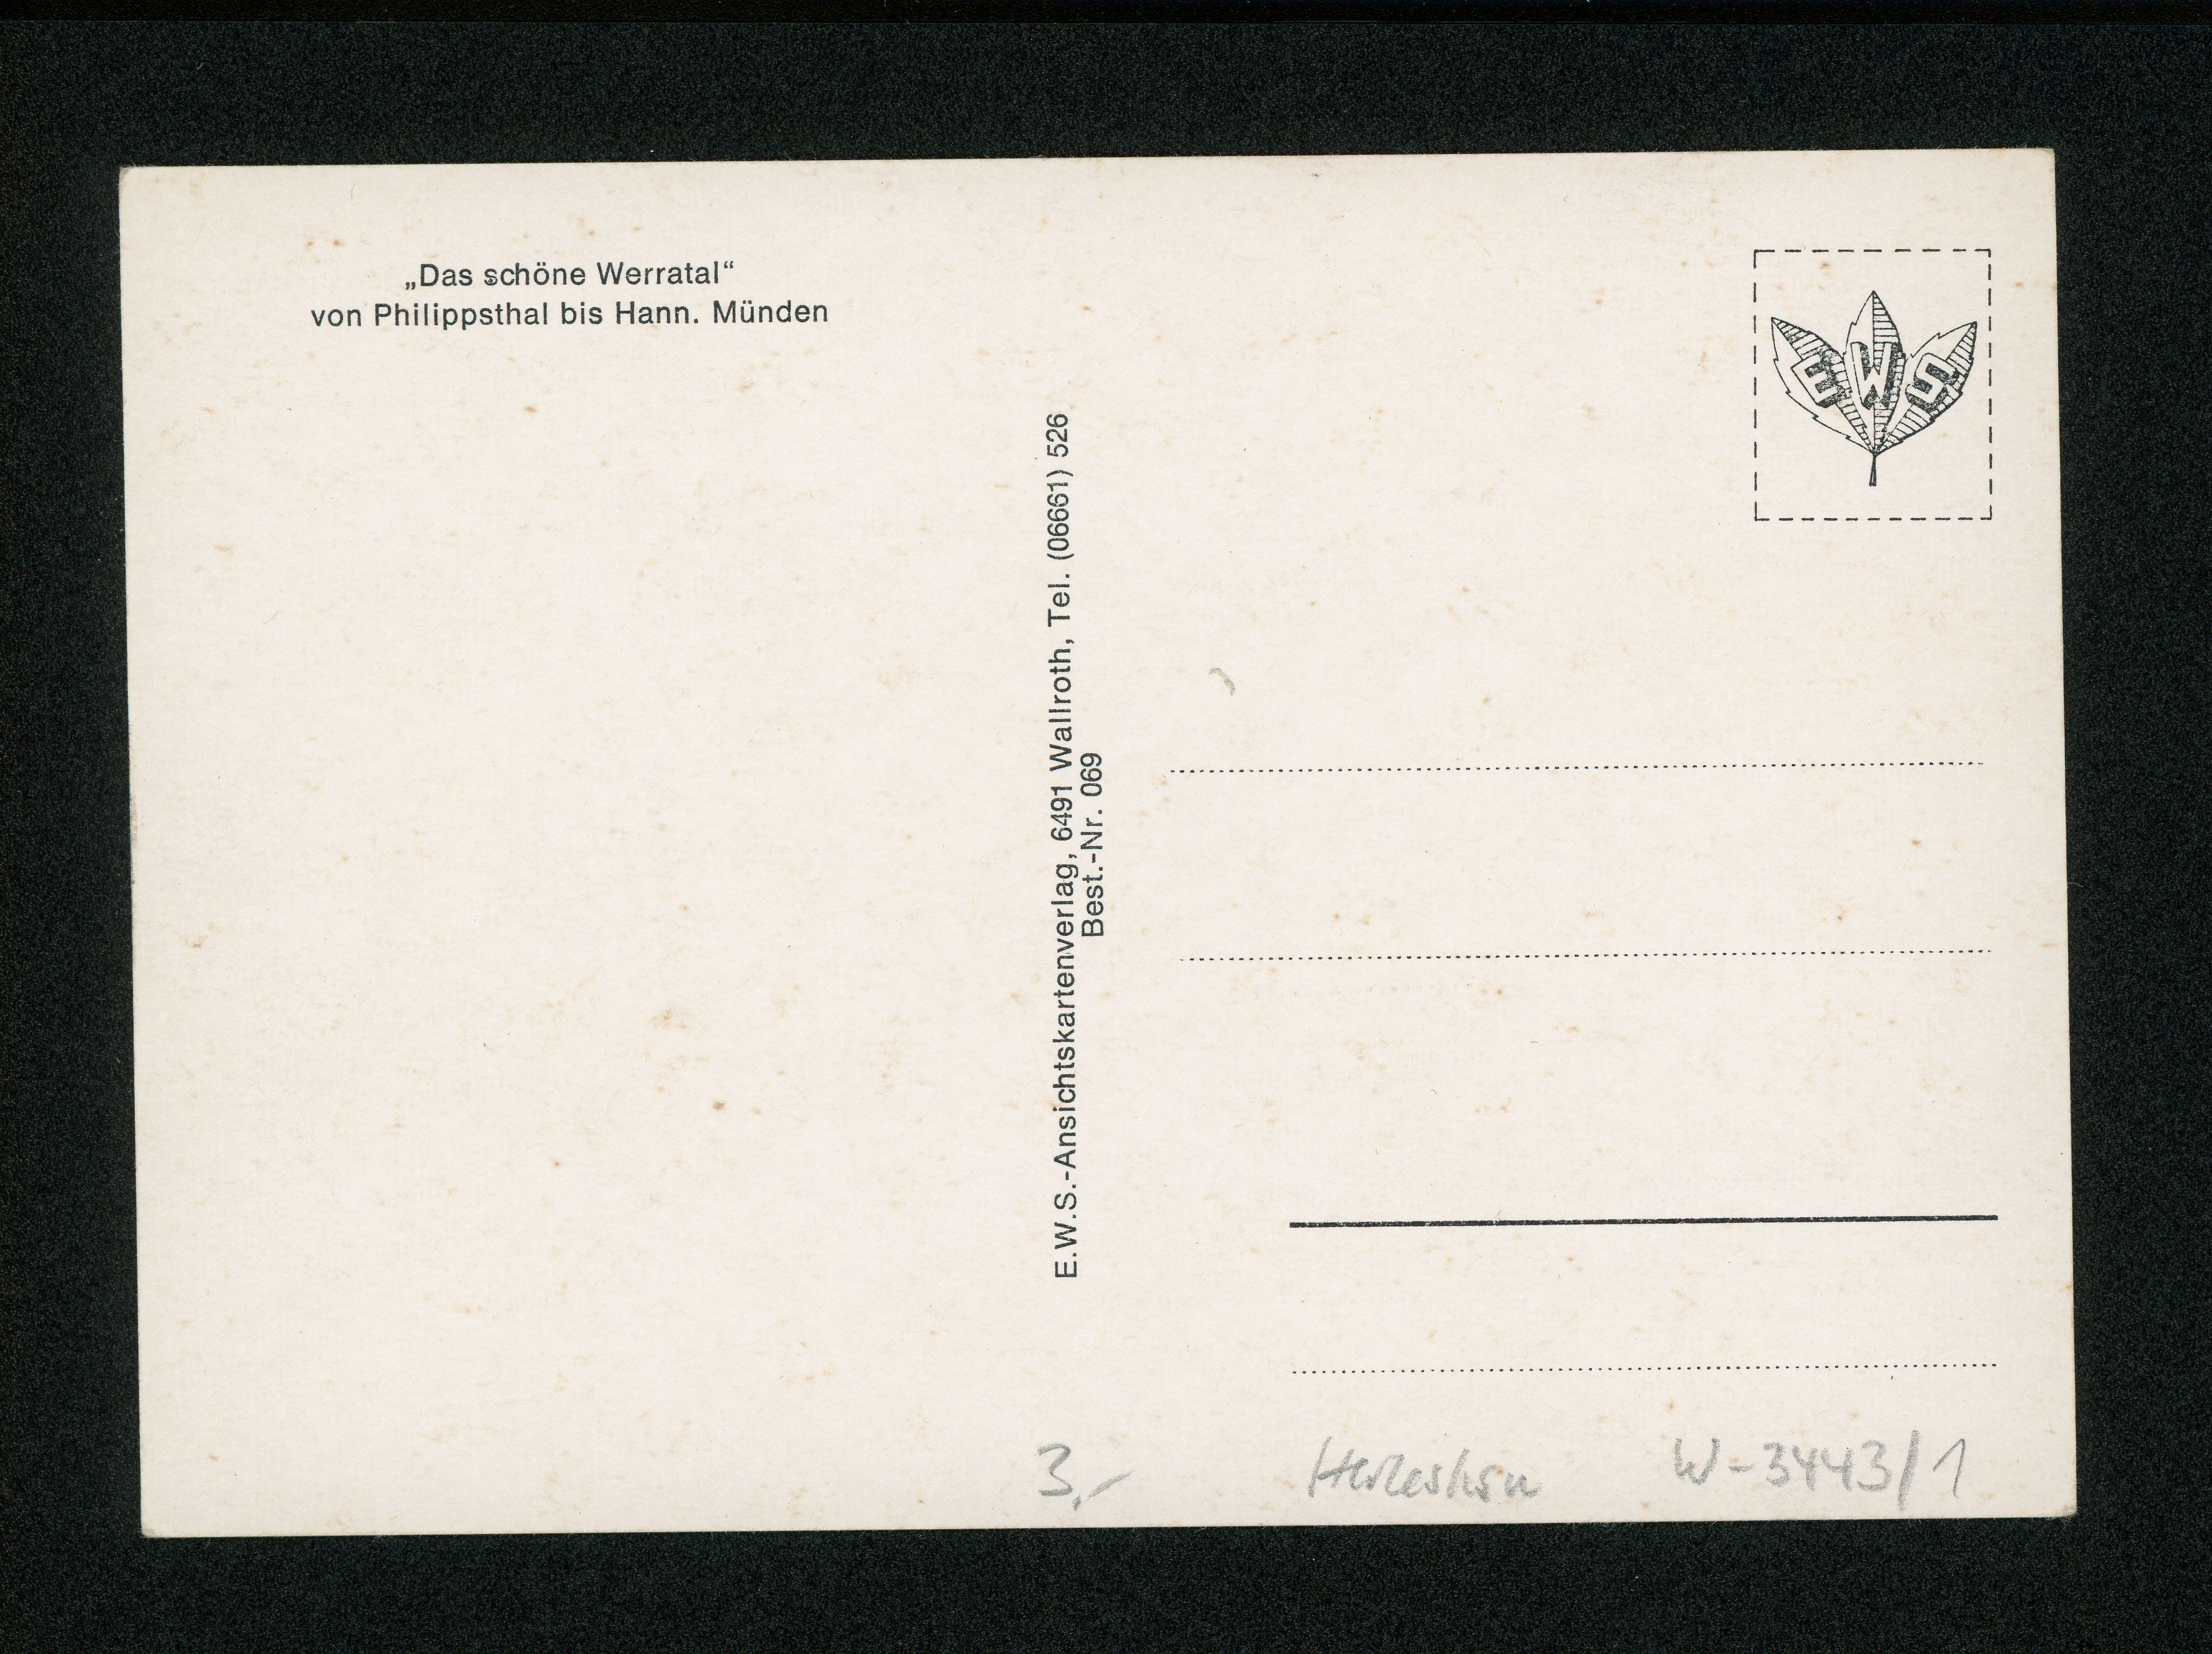 „Das schöne Werratal“
von Philippsthal bis Hann. Münden
EWS
E.W.S.-Ansichtskartenverlag, 6491 Wallroth, Tel. (06661) 526
Best.-Nr. 069
3,-
W-3443/1